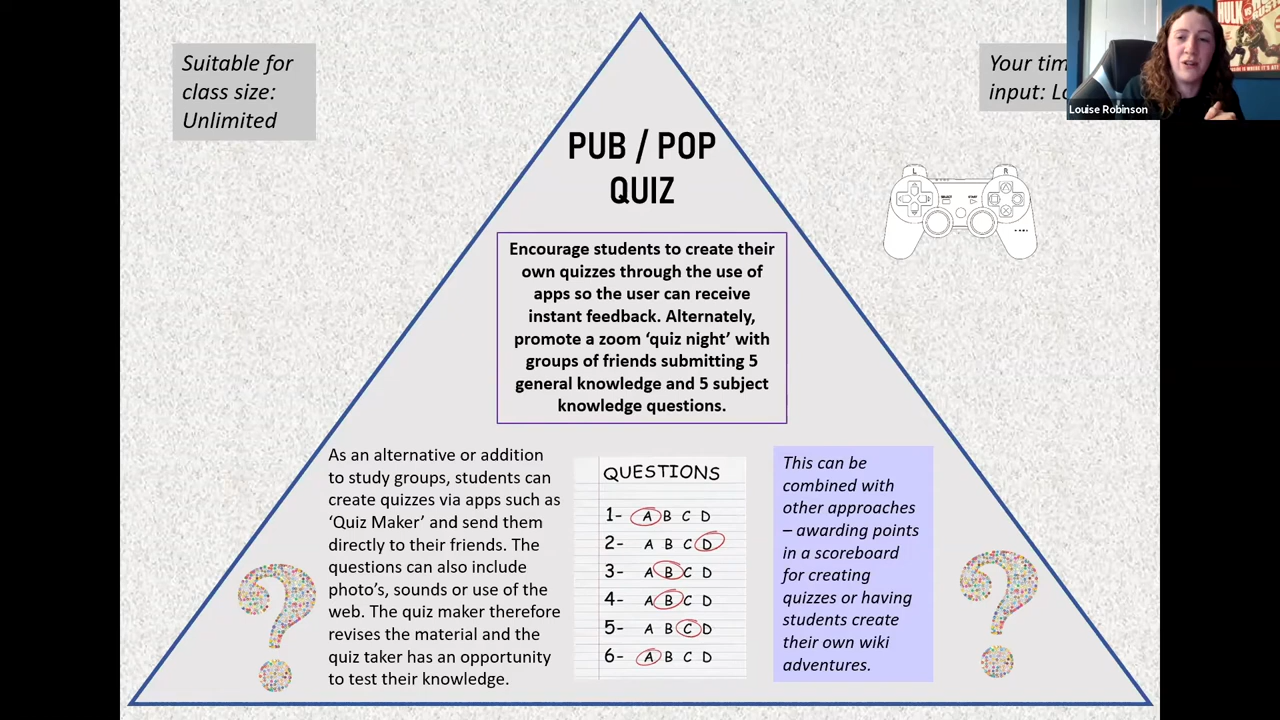 Suitable for
class size:
Unlimited
Your tim
input: Lo
HULK
VS
Louise Robinson
PUB / POP
QUIZ
L
R
SELECT
START
Encourage students to create their
own quizzes through the use of
apps so the user can receive
instant feedback. Alternately,
promote a zoom ‘quiz night’ with
groups of friends submitting 5
general knowledge and 5 subject
knowledge questions.
As an alternative or addition
to study groups, students can
create quizzes via apps such as
‘Quiz Maker’ and send them
directly to their friends. The
questions can also include
photo’s, sounds or use of the
web. The quiz maker therefore
revises the material and the
quiz taker has an opportunity
to test their knowledge.
QUESTIONS
1- A B C D
2- A B C D
3- A B C D
4- A B C D
5- A B C D
6- A B C D
This can be
combined with
other approaches
– awarding points
in a scoreboard
for creating
quizzes or having
students create
their own wiki
adventures.